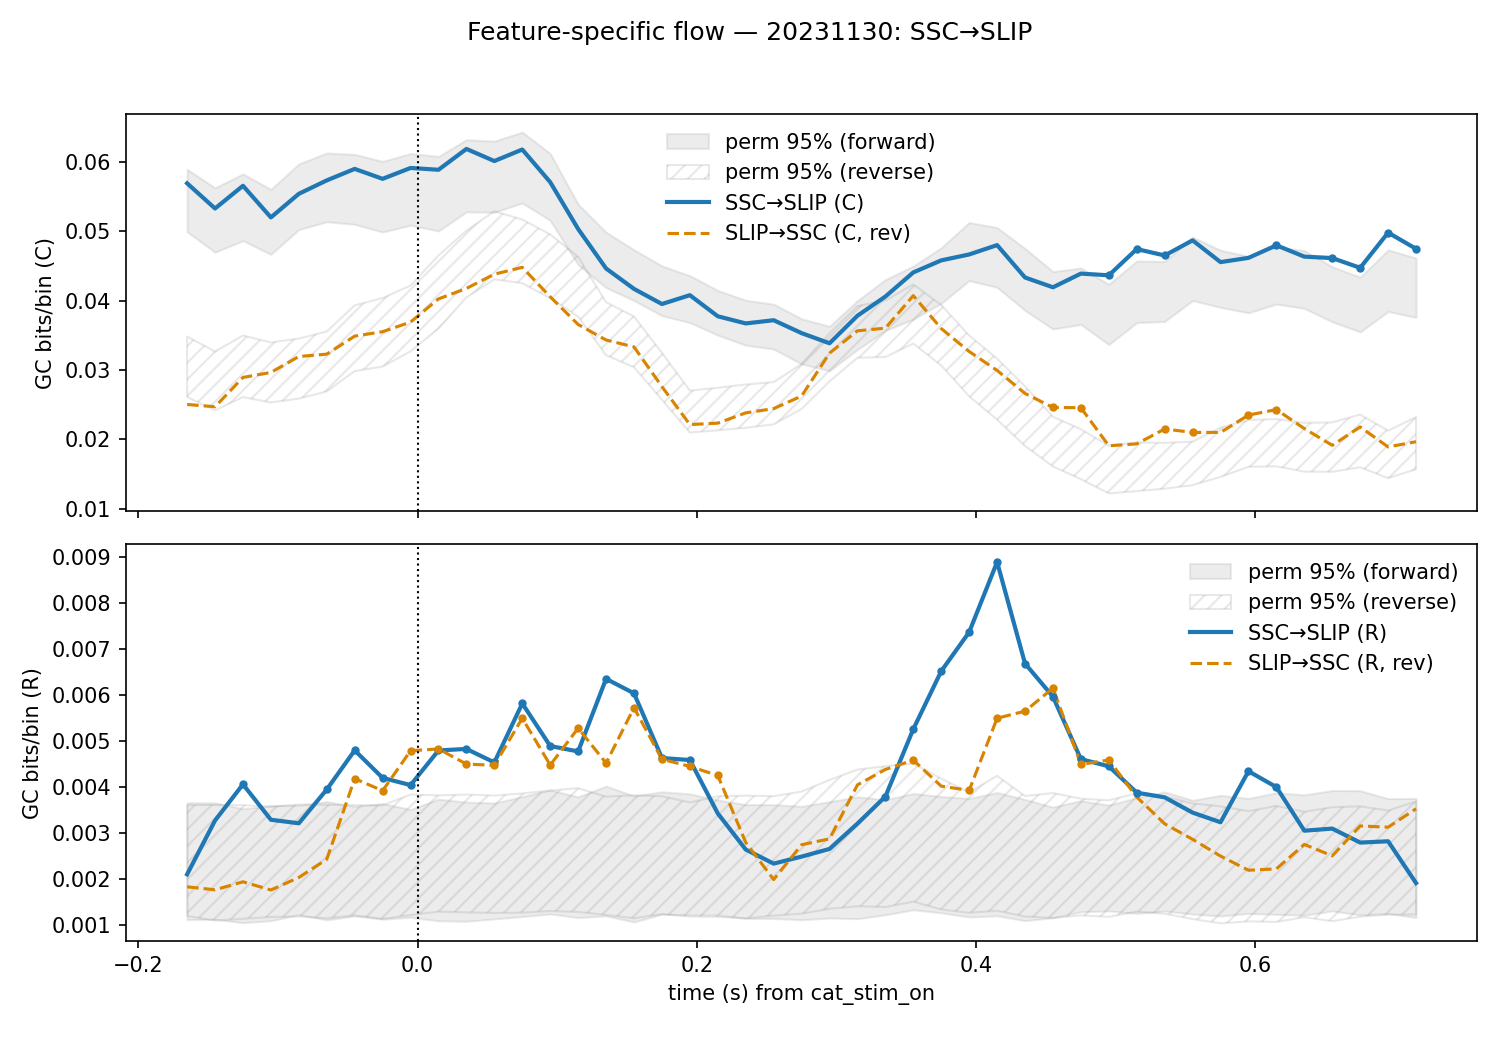 Feature-specific flow — 20231130: SSC→SLIP
GC bits/bin (C)
0.06
0.05
0.04
0.03
0.02
0.01
perm 95% (forward)
perm 95% (reverse)
SSC→SLIP (C)
SLIP→SSC (C, rev)
GC bits/bin (R)
0.009
0.008
0.007
0.006
0.005
0.004
0.003
0.002
0.001
perm 95% (forward)
perm 95% (reverse)
SSC→SLIP (R)
SLIP→SSC (R, rev)
−0.2 0.0 0.2 0.4 0.6
time (s) from cat_stim_on